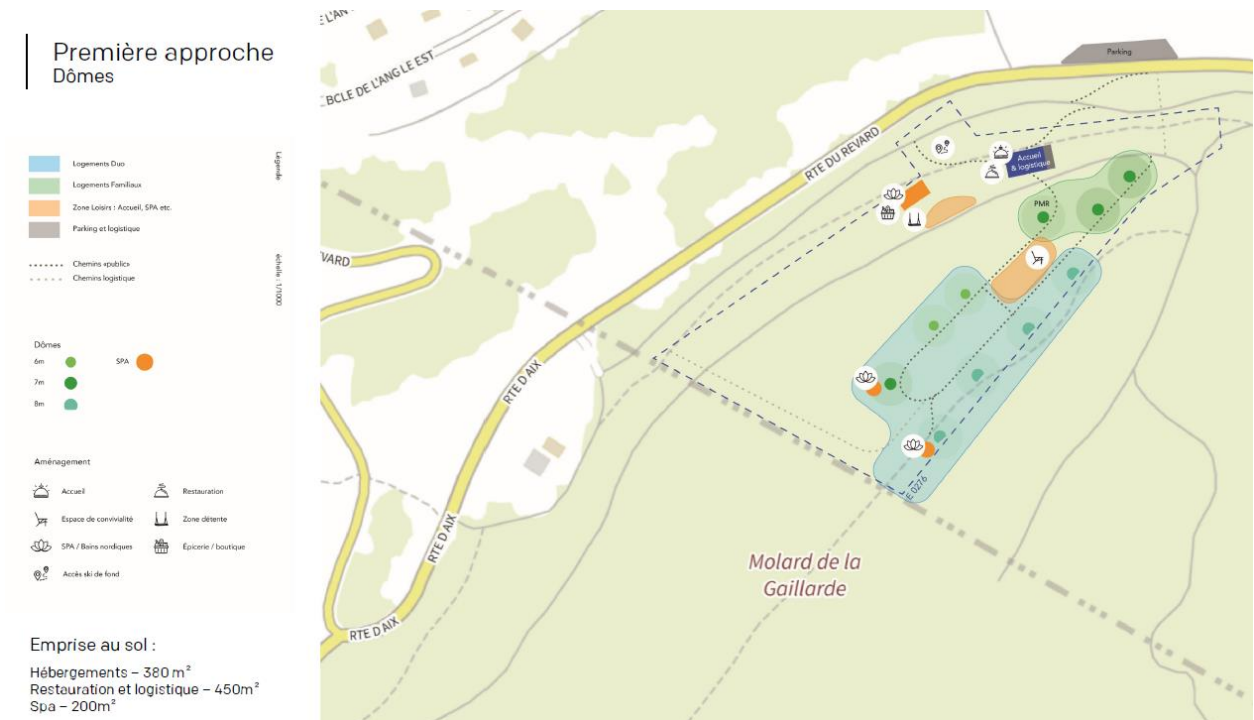 Première approche
Dômes
Logements Duo
Logements Familiaux
Zone Loisirs : Accueil, SPA etc.
Parking et logistique
Chemins «public»
Chemins logistique
Légende
échelle : 1/1000
Dômes
6m
SPA
7m
8m
Aménagement
Accueil
Restauration
Espace de convivialité
Zone détente
SPA / Bains nordiques
Épicerie / boutique
Accès ski de fond
Emprise au sol :
Hébergements – 380 m²
Restauration et logistique – 450m²
Spa – 200m²
E L'AN
BCLE DE L'ANGLE EST
Parking
RTE DU REVARD
Accueil
& logistique
PMR
VARD
RTE D'AIX
RTE D'AIX
RTE D'AIX
E 0276
Molard de la
Gaillarde